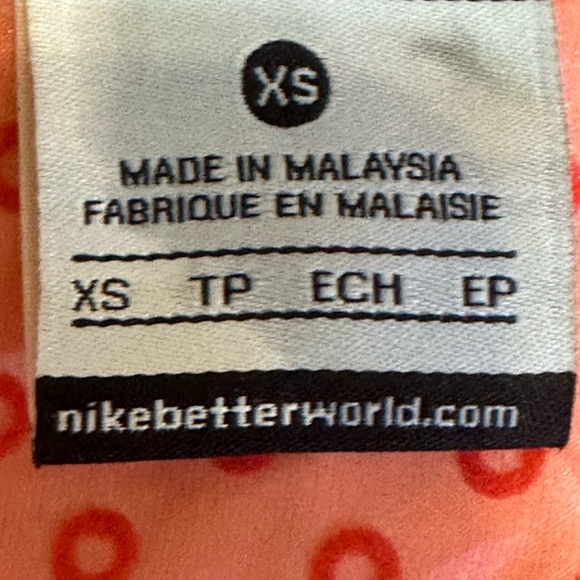 XS
MADE IN MALAYSIA
FABRIQUE EN MALAISIE
XS TP ECH EP
nikebetterworld.com